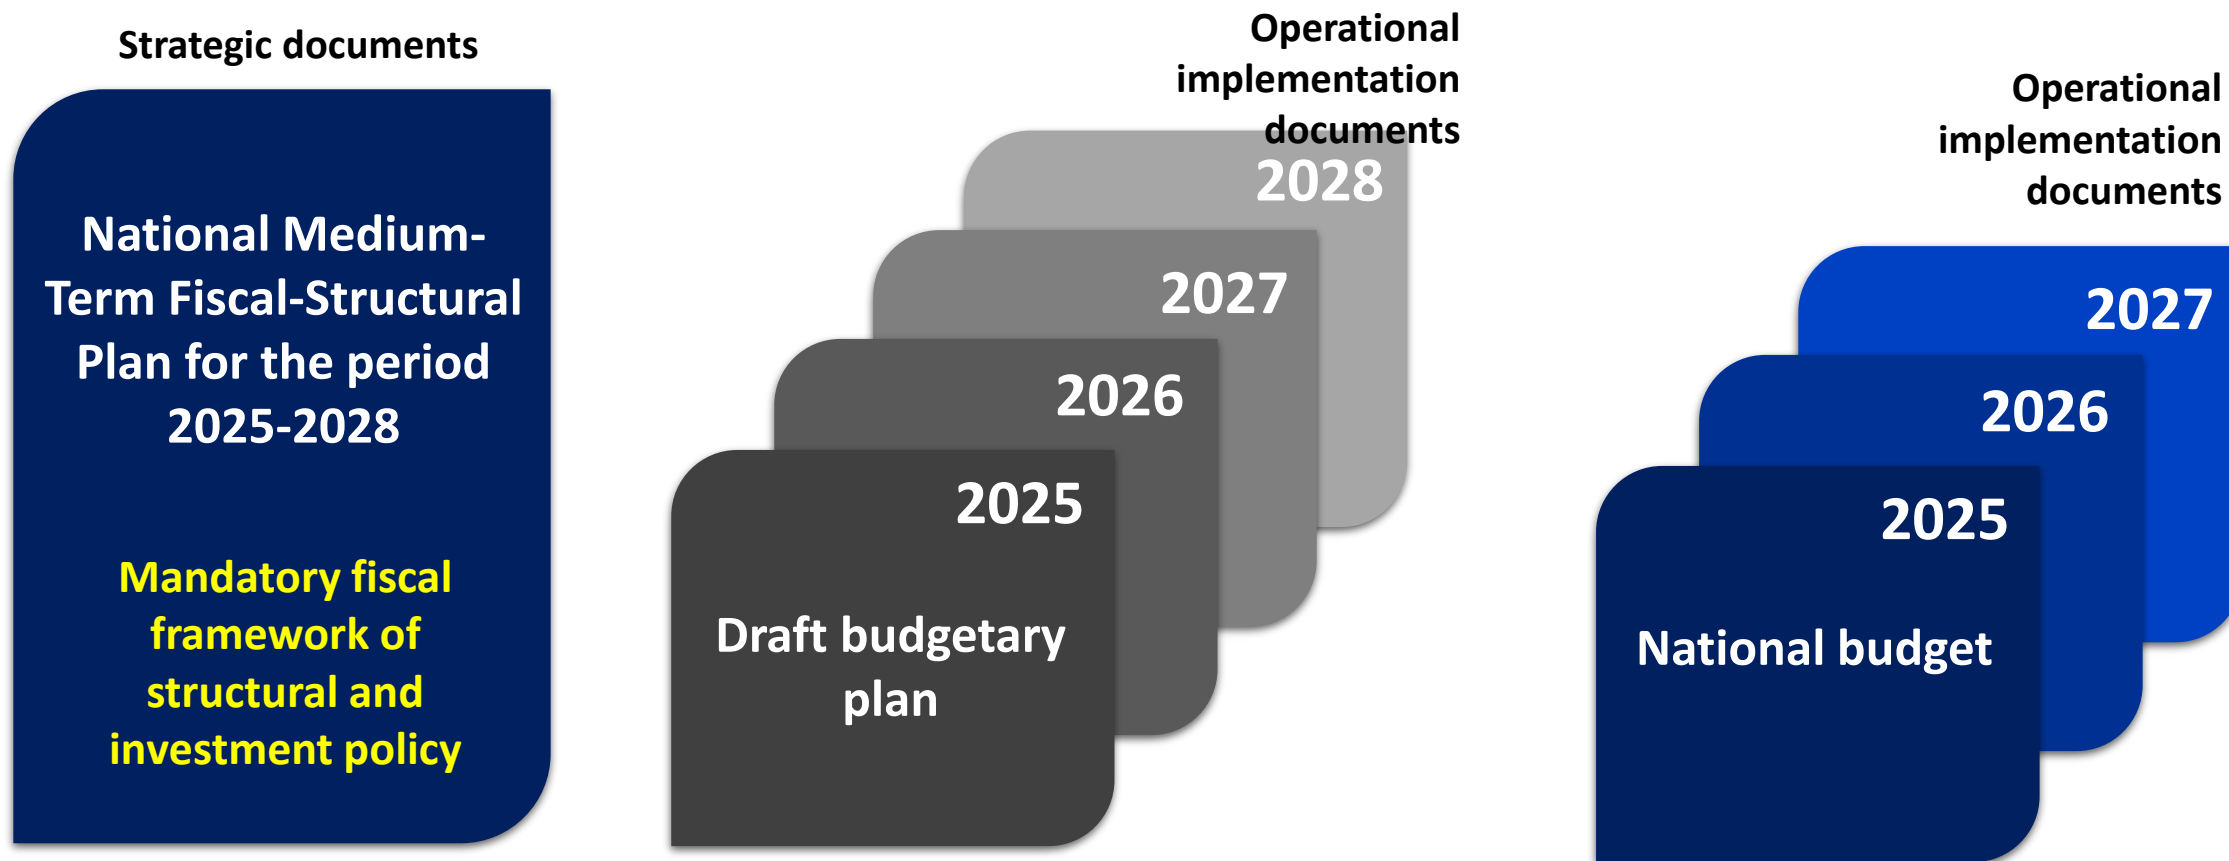 Strategic documents
National Medium-
Term Fiscal-Structural
Plan for the period
2025-2028
Mandatory fiscal
framework of
structural and
investment policy
Operational
implementation
documents
2028
2027
2026
2025
Draft budgetary
plan
Operational
implementation
documents
2027
2026
2025
National budget